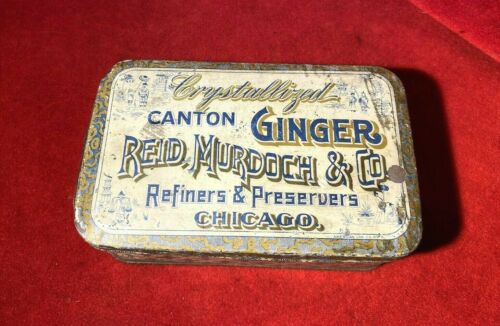 Crystallized
CANTON GINGER
REID, MURDOCH & CO.
Refiners & Preservers
CHICAGO.